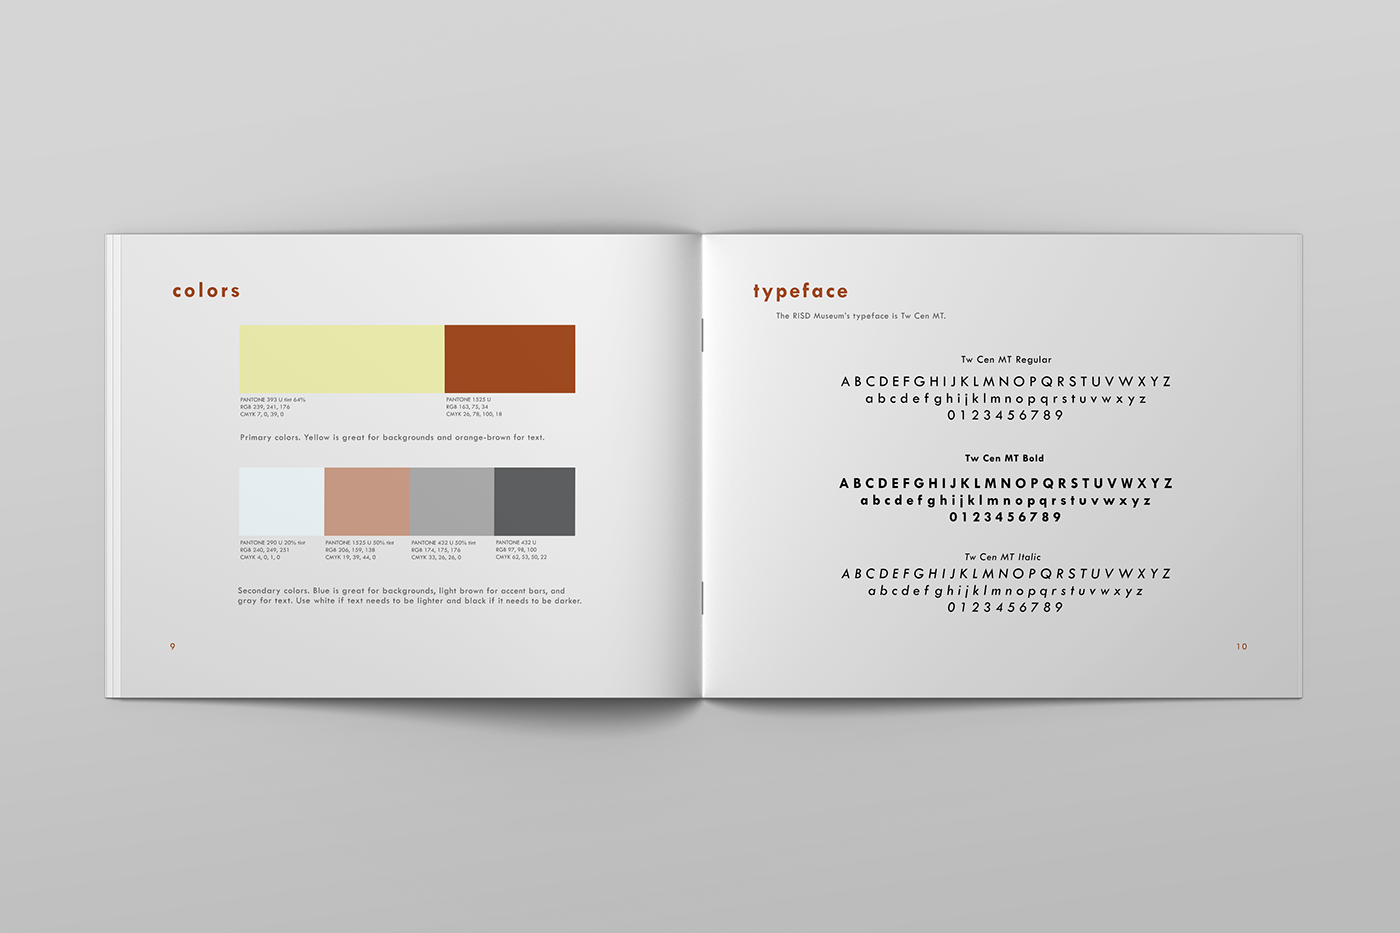 colors
PANTONE 393 U tint 64%
RGB 239, 241, 176
CMYK 7, 0, 39, 0
PANTONE 1525 U
RGB 163, 75, 34
CMYK 26, 78, 100, 18
Primary colors. Yellow is great for backgrounds and orange-brown for text.
PANTONE 290 U 20% tint
RGB 240, 249, 251
CMYK 4, 0, 1, 0
PANTONE 1525 U 50% tint
RGB 206, 159, 138
CMYK 19, 39, 44, 0
PANTONE 432 U 50% tint
RGB 174, 175, 176
CMYK 33, 26, 26, 0
PANTONE 432 U
RGB 97, 98, 100
CMYK 62, 53, 50, 22
Secondary colors. Blue is great for backgrounds, light brown for accent bars, and
gray for text. Use white if text needs to be lighter and black if it needs to be darker.
9
typeface
The RISD Museum's typeface is Tw Cen MT.
Tw Cen MT Regular
ABCDEFGHIJKLMNOPQRSTUVWXYZ
abcdefghijklmnopqrstuvwxyz
0123456789
Tw Cen MT Bold
ABCDEFGHIJKLMNOPQRSTUVWXYZ
abcdefghijklmnopqrstuvwxyz
0123456789
Tw Cen MT Italic
ABCDEFGHIJKLMNOPQRSTUVWXYZ
abcdefghijklmnopqrstuvwxyz
0123456789
10